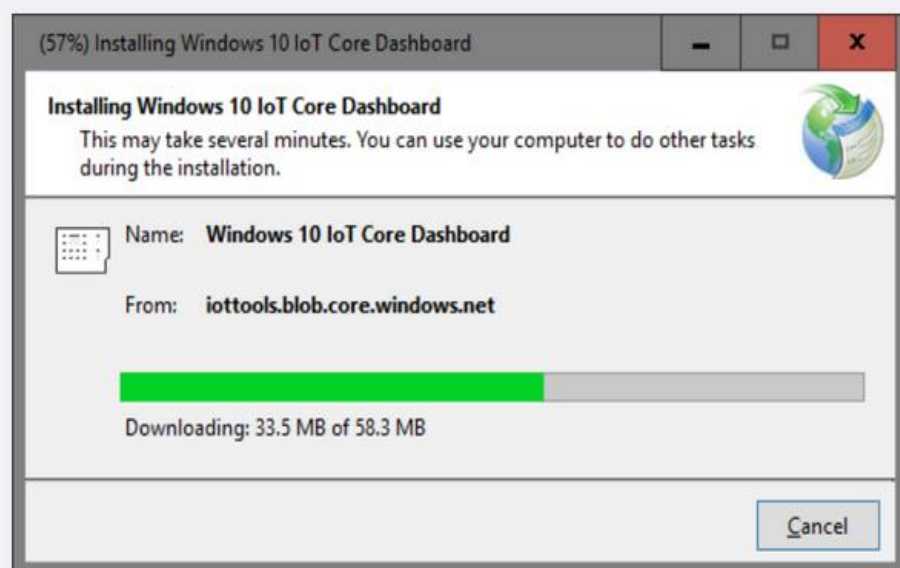 (57%) Installing Windows 10 IoT Core Dashboard
Installing Windows 10 IoT Core Dashboard
This may take several minutes. You can use your computer to do other tasks
during the installation.
Name: Windows 10 IoT Core Dashboard
From: iottools.blob.core.windows.net
Downloading: 33.5 MB of 58.3 MB
Cancel